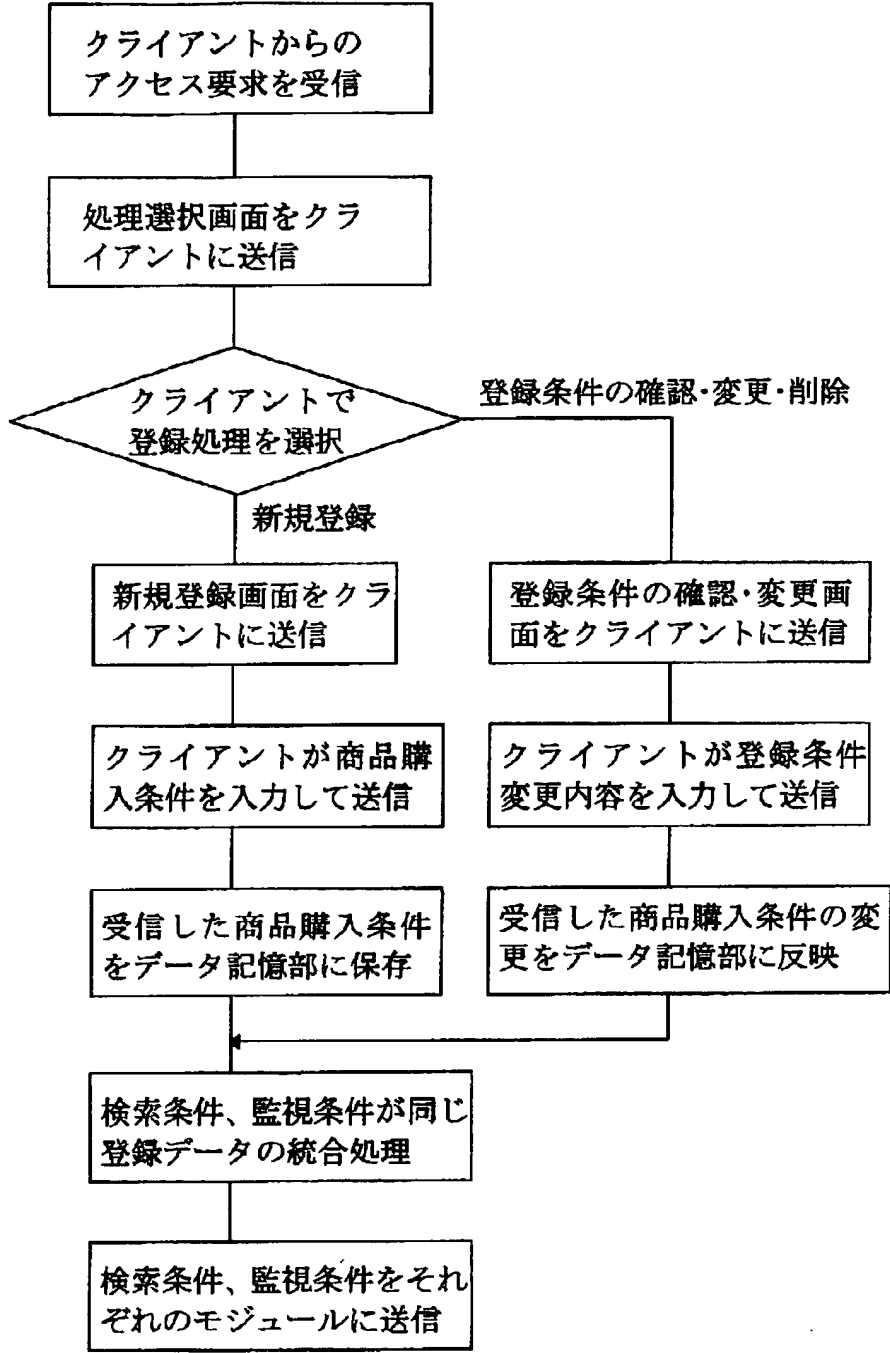 クライアントからの
アクセス要求を受信
処理選択画面をクラ
イアントに送信
クライアントで
登録処理を選択
登録条件の確認･変更･削除
新規登録
新規登録画面をクラ
イアントに送信
登録条件の確認･変更画
面をクライアントに送信
クライアントが商品購
入条件を入力して送信
クライアントが登録条件
変更内容を入力して送信
受信した商品購入条件
をデータ記憶部に保存
受信した商品購入条件の変
更をデータ記憶部に反映
検索条件、監視条件が同じ
登録データの統合処理
検索条件、監視条件をそれ
ぞれのモジュールに送信